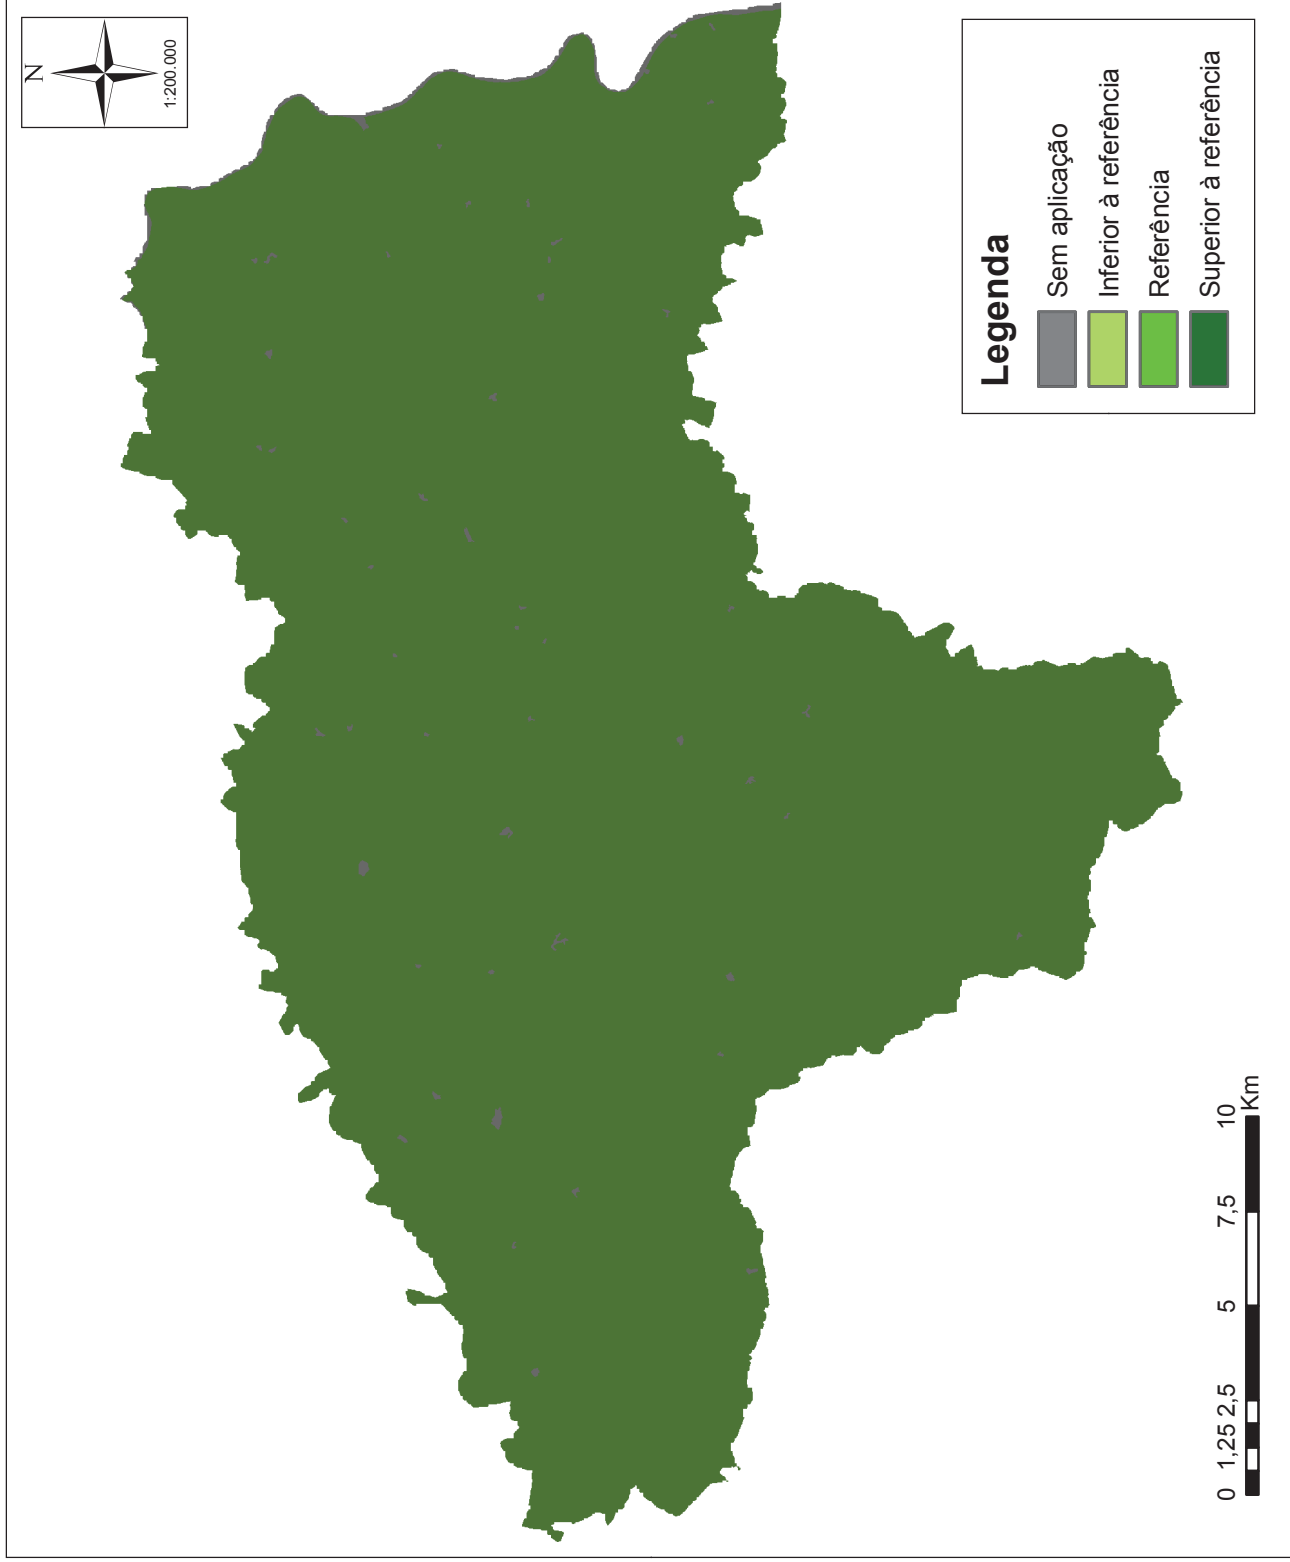 N
1:200.000
Legenda
Sem aplicação
Inferior à referência
Referência
Superior à referência
0 1,25 2,5 5 7,5 10
Km